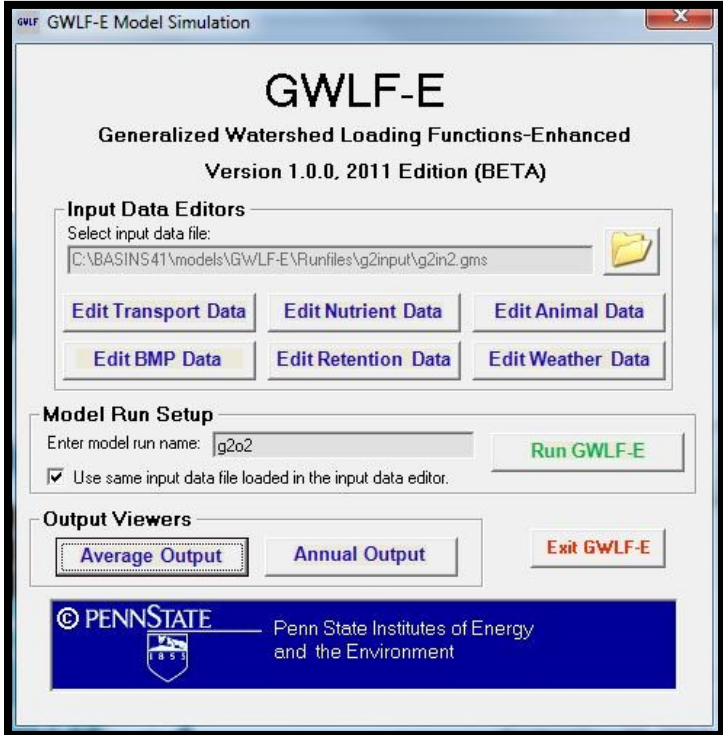 GWLF GWLF-E Model Simulation
X
GWLF-E
Generalized Watershed Loading Functions-Enhanced
Version 1.0.0, 2011 Edition (BETA)
Input Data Editors
Select input data file:
C:\BASINS41\models\GWLF-E\Runfiles\g2input\g2in2.gms
Edit Transport Data Edit Nutrient Data Edit Animal Data
Edit BMP Data Edit Retention Data Edit Weather Data
Model Run Setup
Enter model run name: g2o2 Run GWLF-E
Use same input data file loaded in the input data editor.
Output Viewers
Average Output Annual Output Exit GWLF-E
© PENNSTATE
1855
Penn State Institutes of Energy
and the Environment